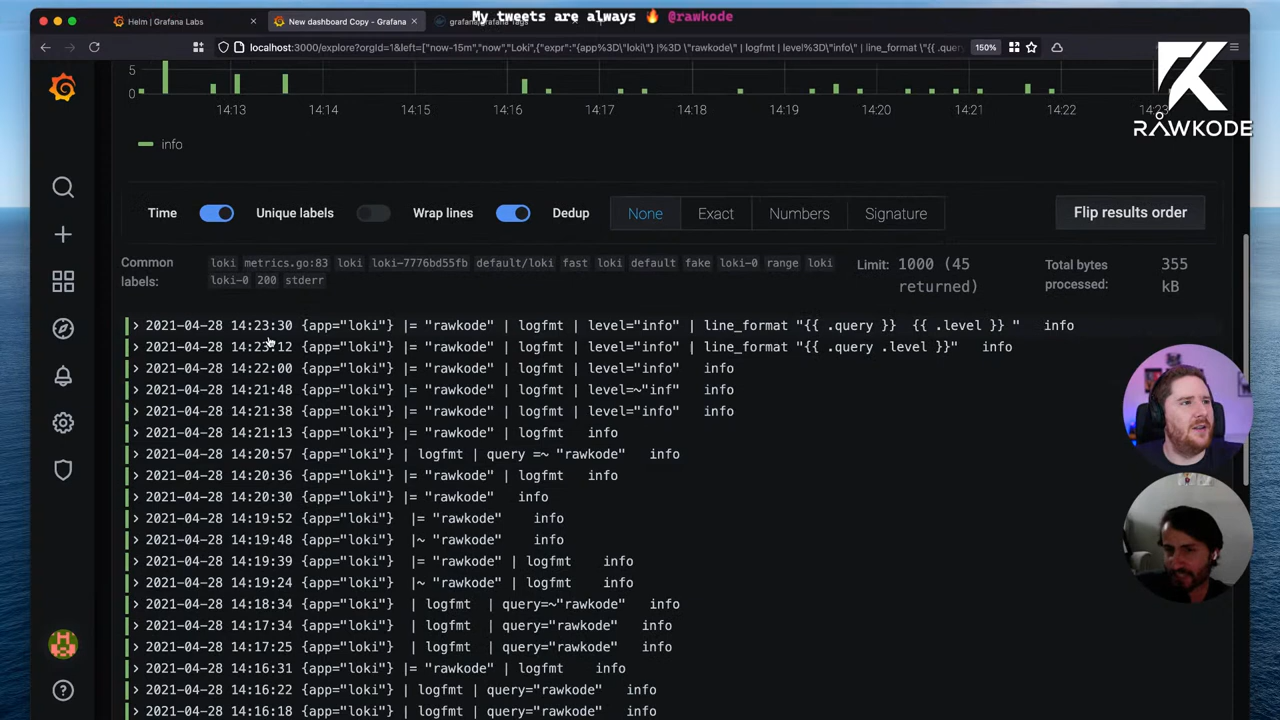 My tweets are always 🔥 @rawkode
Helm | Grafana Labs
New dashboard Copy - Grafana
localhost:3000/explore?orgId=1&left=["now-15m","now","Loki",{"expr":"{app%3D\"loki\"} |%3D \"rawkode\" | logfmt | level%3D\"info\" | line_format \"{{ .quer
150%
RAWKODE
5
0
14:13 14:14 14:15 14:16 14:17 14:18 14:19 14:20 14:21 14:22 14:23
info
Time Unique labels Wrap lines Dedup None Exact Numbers Signature Flip results order
Common labels: loki metrics.go:83 loki loki-7776bd55fb default/loki fast loki default fake loki-0 range loki
loki-0 200 stderr
Limit: 1000 (45 returned)
Total bytes processed: 355 kB
2021-04-28 14:23:30 {app="loki"} |= "rawkode" | logfmt | level="info" | line_format "{{ .query }}  {{ .level }} " info
2021-04-28 14:23:12 {app="loki"} |= "rawkode" | logfmt | level="info" | line_format "{{ .query .level }}" info
2021-04-28 14:22:00 {app="loki"} |= "rawkode" | logfmt | level="info" info
2021-04-28 14:21:48 {app="loki"} |= "rawkode" | logfmt | level=~"inf" info
2021-04-28 14:21:38 {app="loki"} |= "rawkode" | logfmt | level="info" info
2021-04-28 14:21:13 {app="loki"} |= "rawkode" | logfmt info
2021-04-28 14:20:57 {app="loki"} | logfmt | query =~ "rawkode" info
2021-04-28 14:20:36 {app="loki"} |= "rawkode" | logfmt info
2021-04-28 14:20:30 {app="loki"} |= "rawkode" info
2021-04-28 14:19:52 {app="loki"} |= "rawkode" info
2021-04-28 14:19:48 {app="loki"} |~ "rawkode" info
2021-04-28 14:19:39 {app="loki"} |= "rawkode" | logfmt info
2021-04-28 14:19:24 {app="loki"} |~ "rawkode" | logfmt info
2021-04-28 14:18:34 {app="loki"} | logfmt | query=~"rawkode" info
2021-04-28 14:17:34 {app="loki"} | logfmt | query="rawkode" info
2021-04-28 14:17:25 {app="loki"} | logfmt | query="rawkode" info
2021-04-28 14:16:31 {app="loki"} |= "rawkode" | logfmt info
2021-04-28 14:16:22 {app="loki"} | logfmt | query="rawkode" info
2021-04-28 14:16:18 {app="loki"} | logfmt | query="rawkode" info